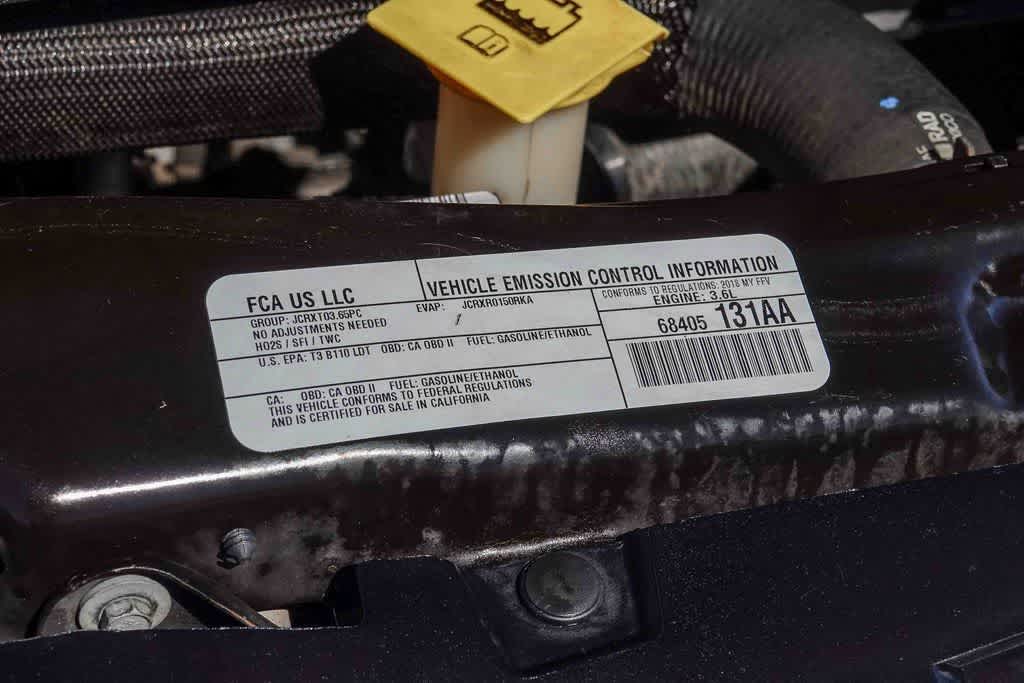 FCA US LLC
VEHICLE EMISSION CONTROL INFORMATION
GROUP: JCRXT03.65PC
EVAP: JCRXR0150RKA
NO ADJUSTMENTS NEEDED
HO2S / SFI / TWC
CONFORMS TO REGULATIONS: 2018 MY FFV
ENGINE: 3.6L
68405 131AA
U.S. EPA: T3 B110 LDT OBD: CA OBD II FUEL: GASOLINE/ETHANOL
CA: OBD: CA OBD II FUEL: GASOLINE/ETHANOL
THIS VEHICLE CONFORMS TO FEDERAL REGULATIONS
AND IS CERTIFIED FOR SALE IN CALIFORNIA